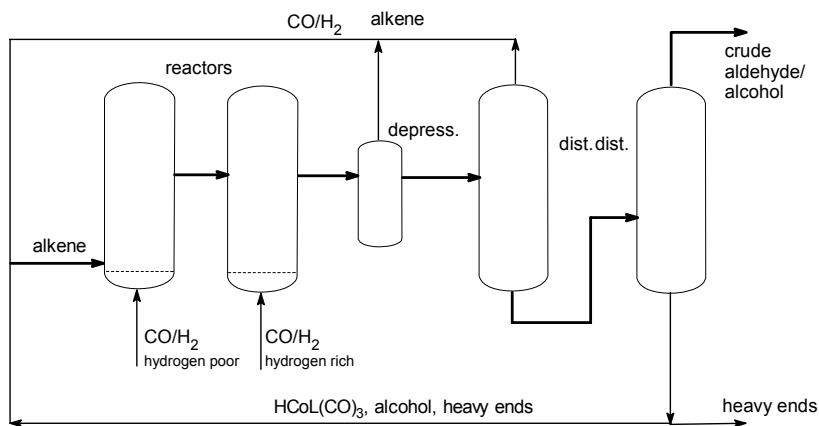 CO/H2 alkene
reactors
crude
aldehyde/
alcohol
depress.
dist. dist.
alkene
CO/H2
hydrogen poor
CO/H2
hydrogen rich
HCoL(CO)3, alcohol, heavy ends
heavy ends